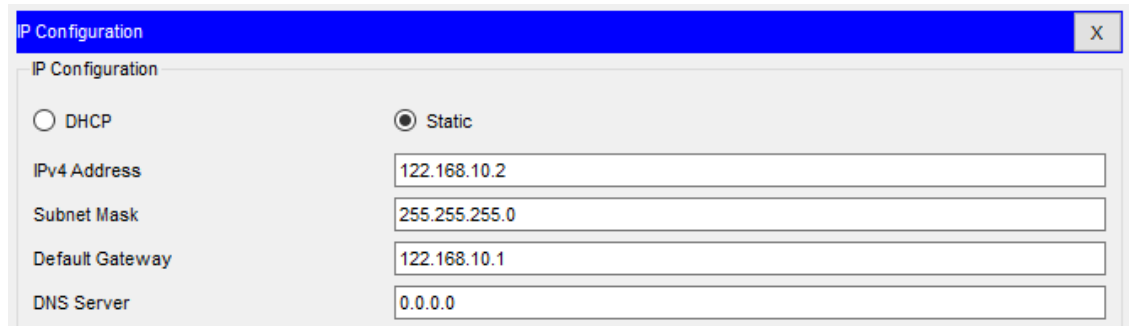 IP Configuration X
IP Configuration
DHCP Static
IPv4 Address 122.168.10.2
Subnet Mask 255.255.255.0
Default Gateway 122.168.10.1
DNS Server 0.0.0.0